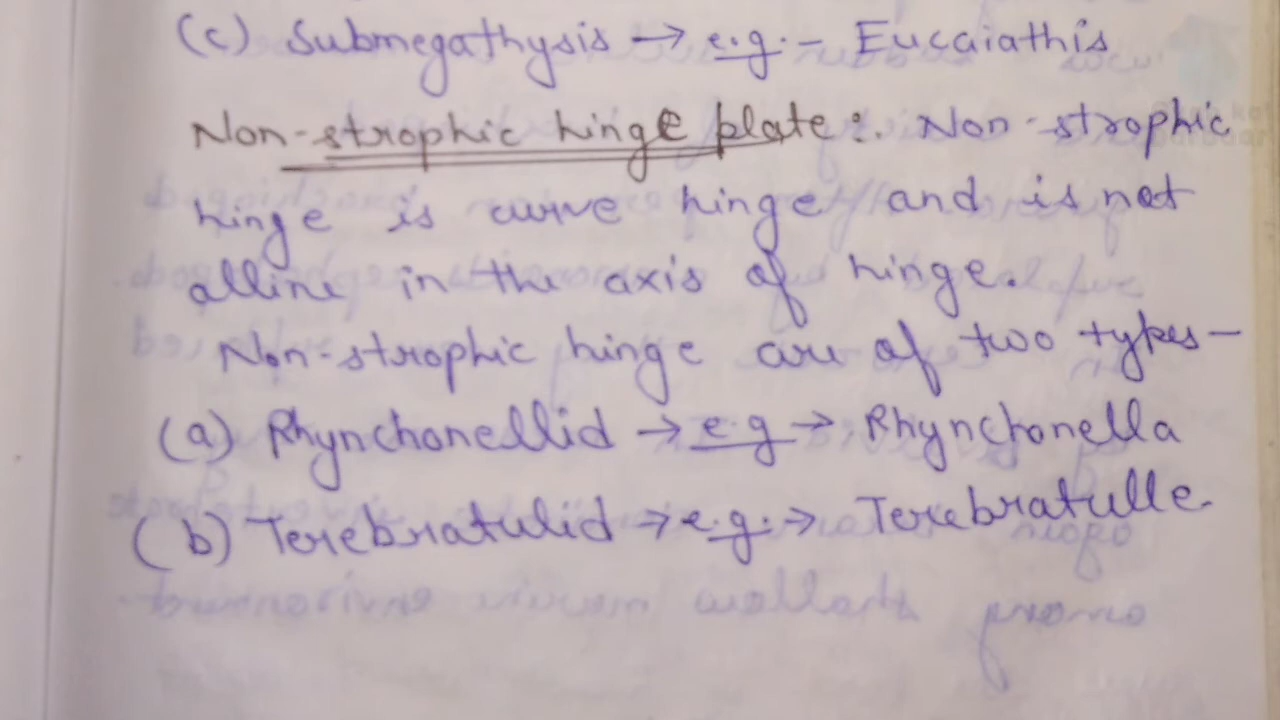 (c) Submegathysis → e.g.- Eucaiathis
Non-strophic hinge plate:. Non-strophic
hinge is curve hinge and is not
alline in the axis of hinge.
Non-strophic hinge are of two types-
(a) Rhynchonellid → e.g → Rhynchonella
(b) Terebratulid → e.g. → Terebratulle.